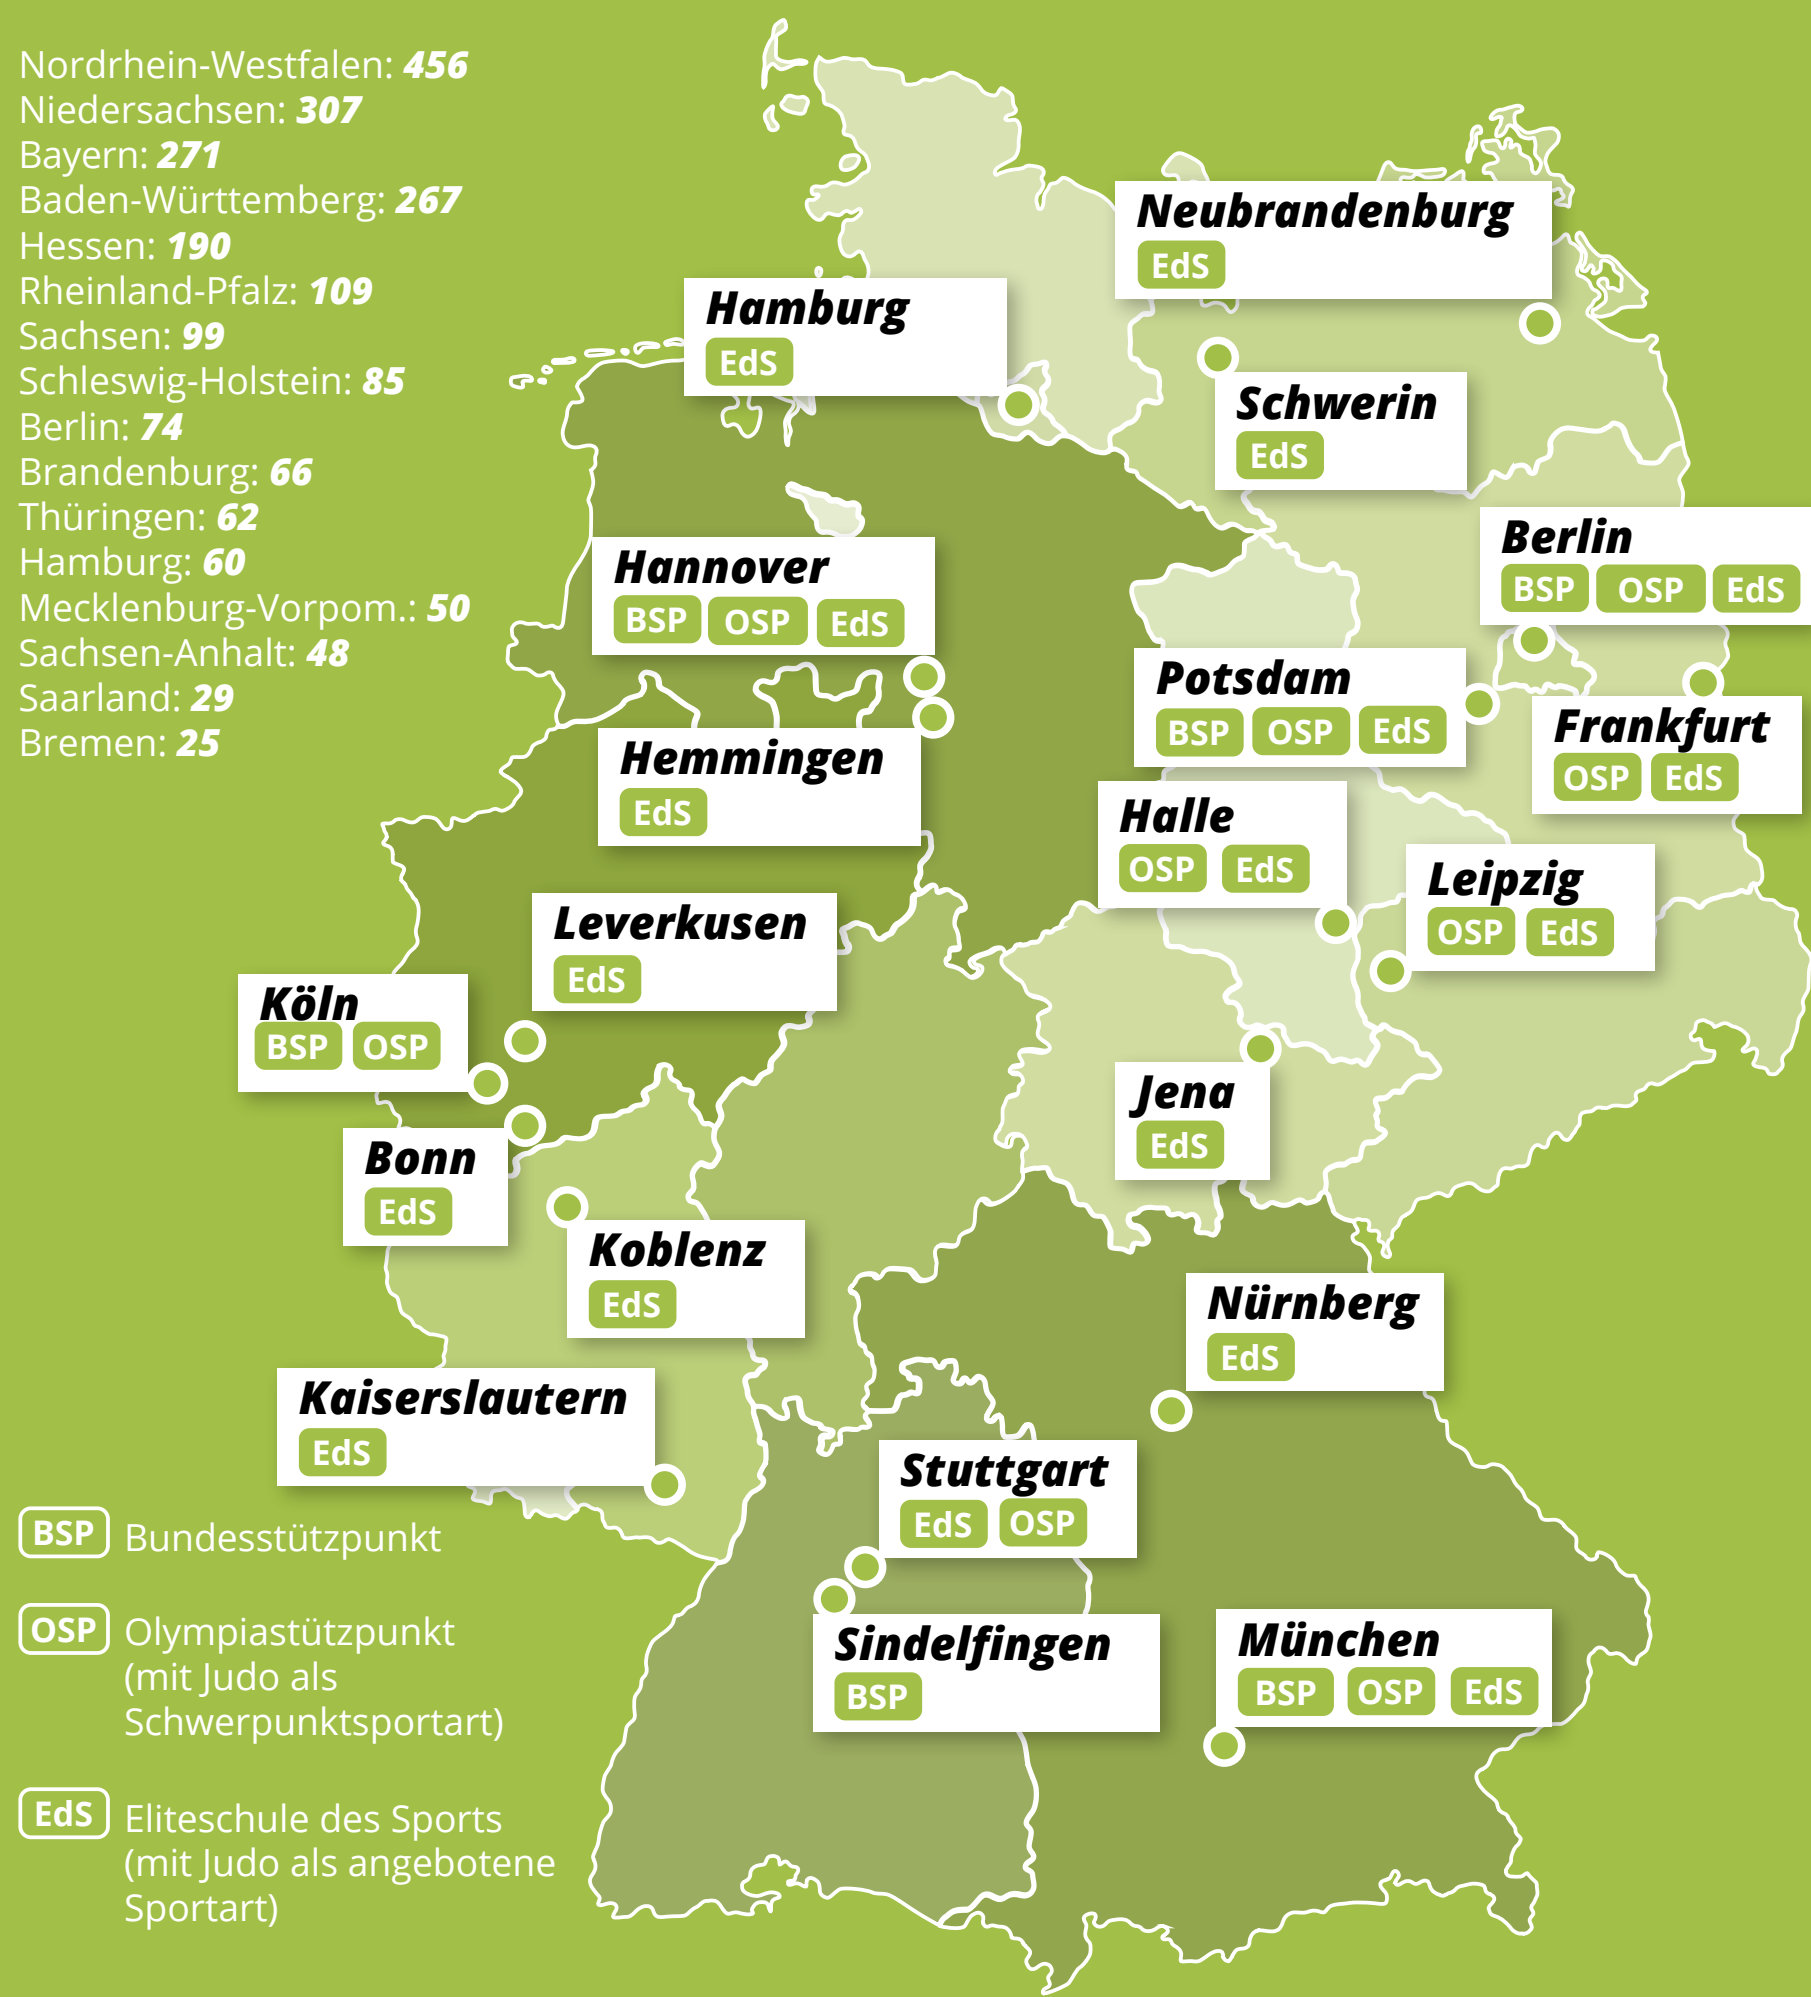 Nordrhein-Westfalen: 456
Niedersachsen: 307
Bayern: 271
Baden-Württemberg: 267
Hessen: 190
Rheinland-Pfalz: 109
Sachsen: 99
Schleswig-Holstein: 85
Berlin: 74
Brandenburg: 66
Thüringen: 62
Hamburg: 60
Mecklenburg-Vorpom.: 50
Sachsen-Anhalt: 48
Saarland: 29
Bremen: 25
Neubrandenburg
EdS
Hamburg
EdS
Schwerin
EdS
Berlin
BSP OSP EdS
Hannover
BSP OSP EdS
Potsdam
BSP OSP EdS
Frankfurt
OSP EdS
Hemmingen
EdS
Halle
OSP EdS
Leipzig
OSP EdS
Leverkusen
EdS
Köln
BSP OSP
Jena
EdS
Bonn
EdS
Koblenz
EdS
Nürnberg
EdS
Kaiserslautern
EdS
Stuttgart
EdS OSP
Sindelfingen
BSP
München
BSP OSP EdS
BSP Bundesstützpunkt
OSP Olympiastützpunkt
(mit Judo als
Schwerpunktsportart)
EdS Eliteschule des Sports
(mit Judo als angebotene
Sportart)